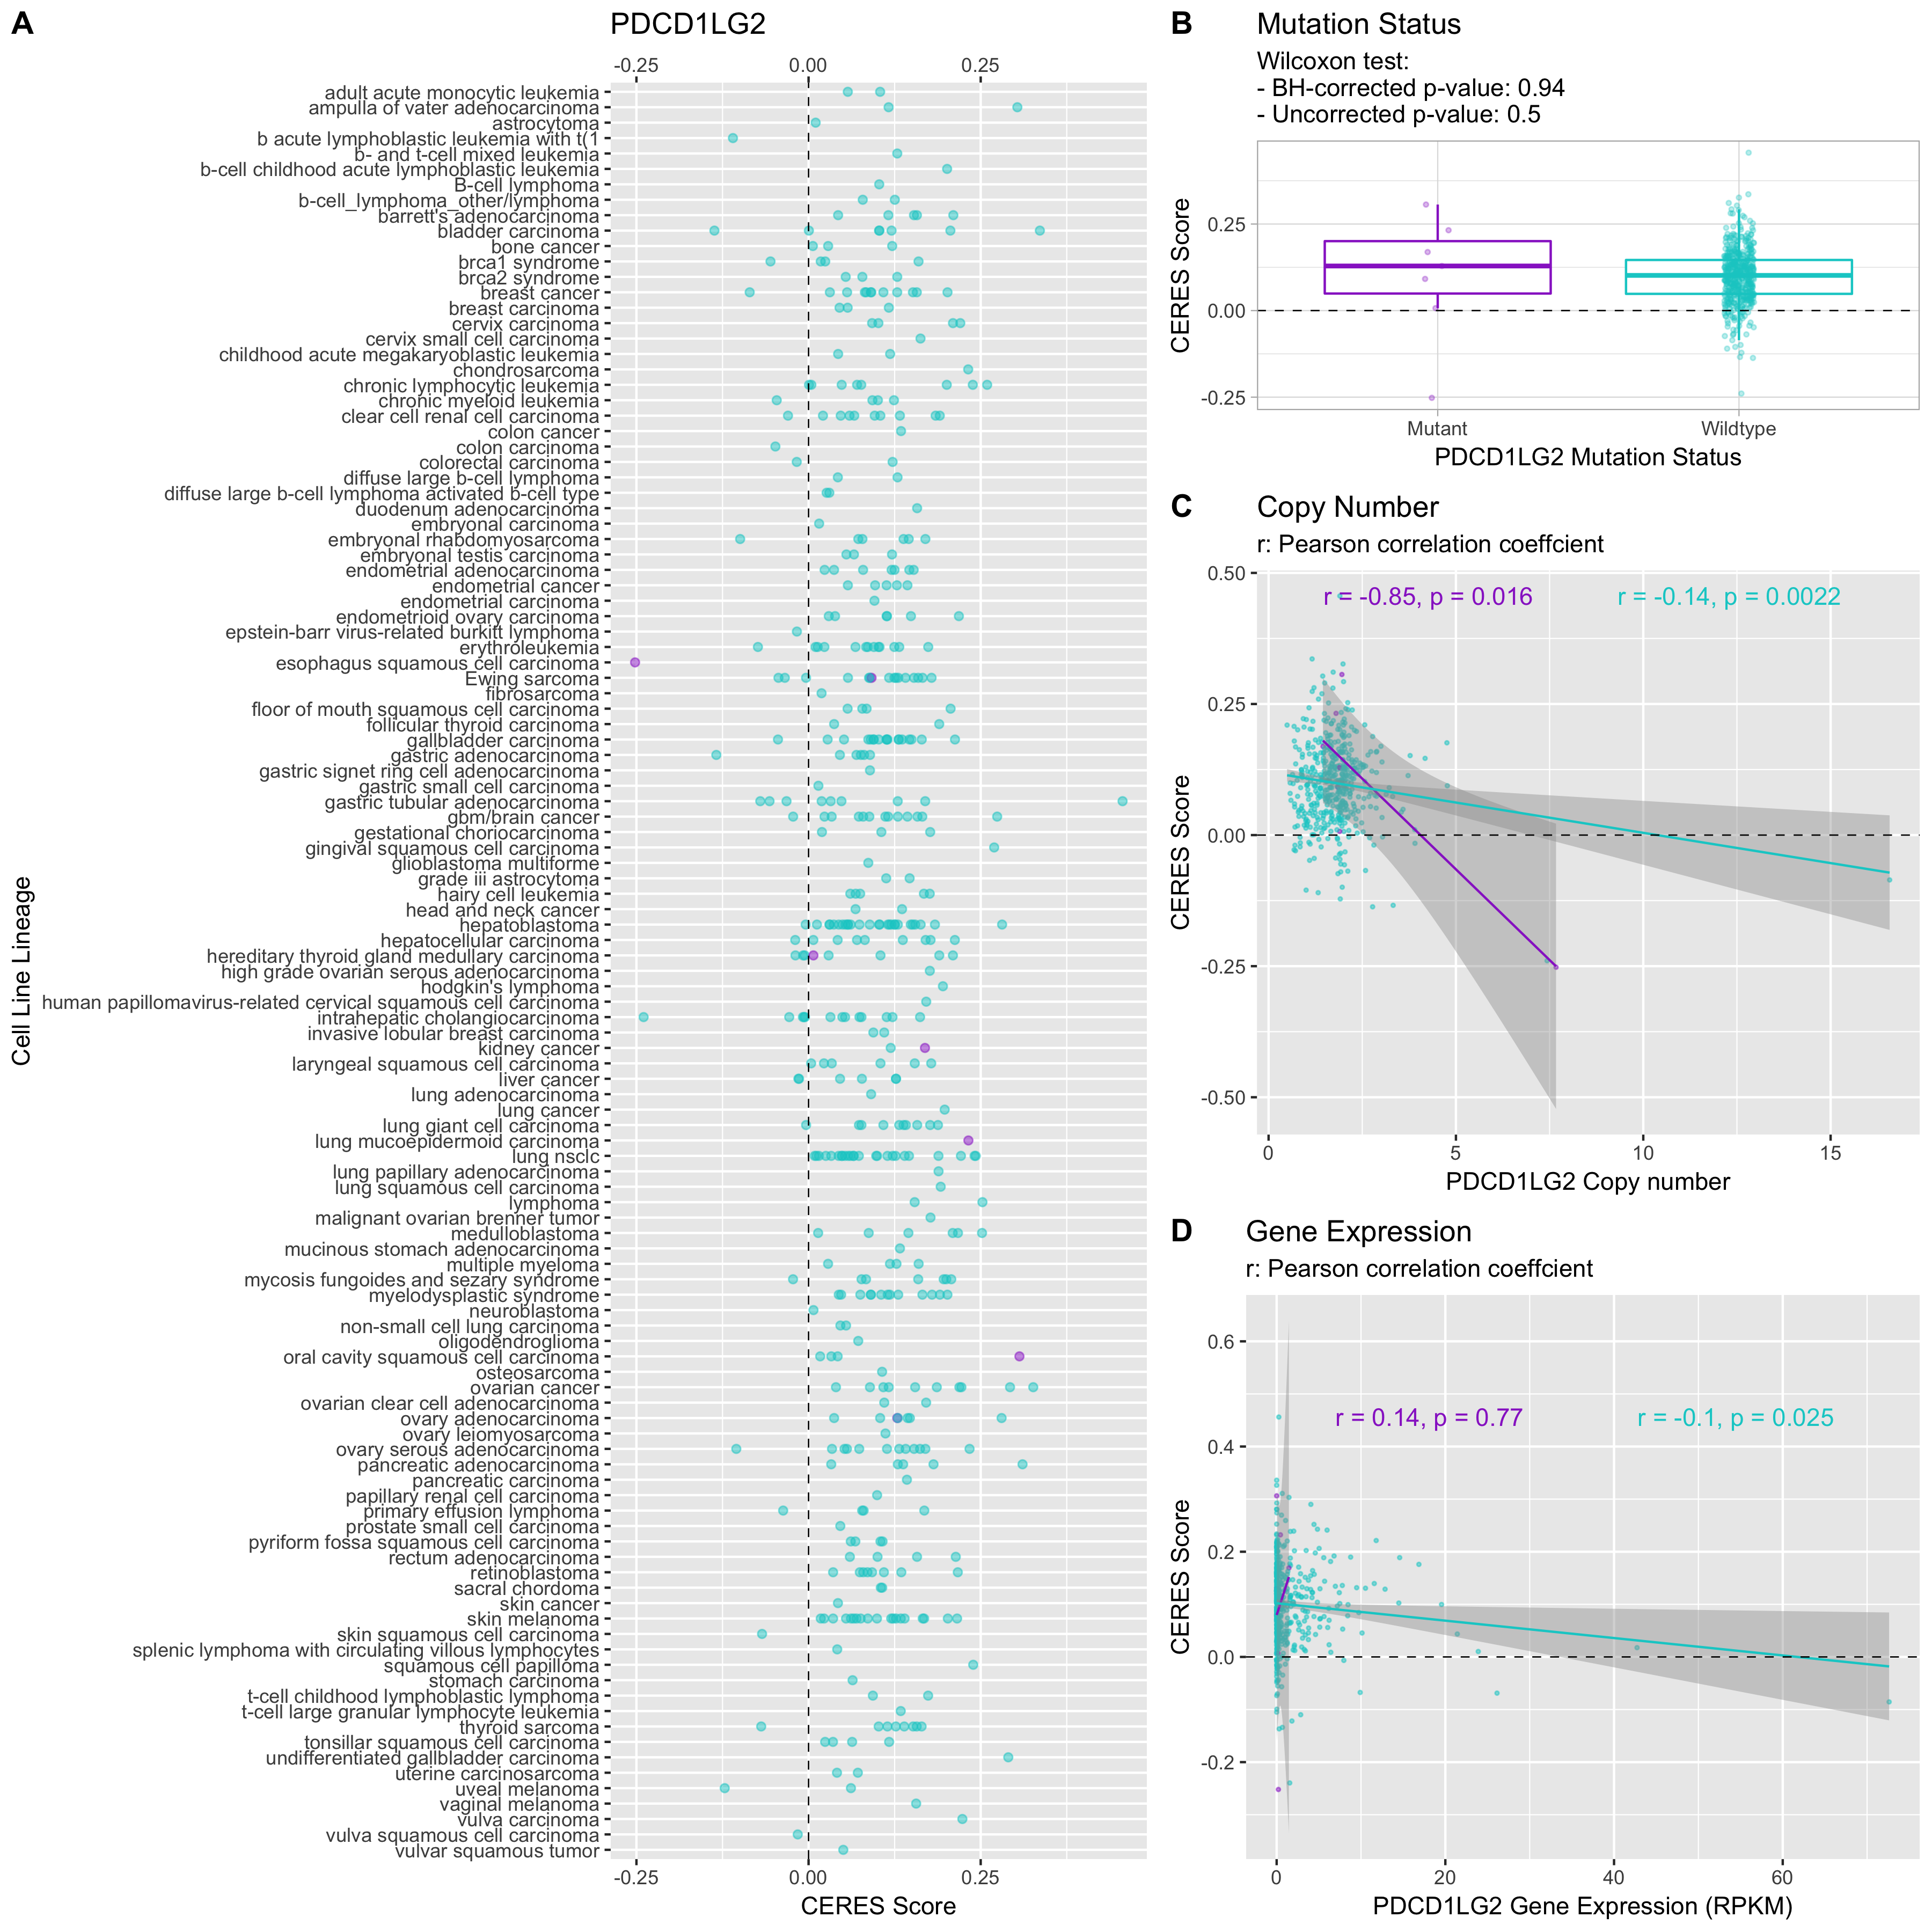 A
PDCD1LG2
-0.25 0.00 0.25
adult acute monocytic leukemia
ampulla of vater adenocarcinoma
astrocytoma
b acute lymphoblastic leukemia with t(1
b- and t-cell mixed leukemia
b-cell childhood acute lymphoblastic leukemia
B-cell lymphoma
b-cell_lymphoma_other/lymphoma
barrett's adenocarcinoma
bladder carcinoma
bone cancer
brca1 syndrome
brca2 syndrome
breast cancer
breast carcinoma
cervix carcinoma
cervix small cell carcinoma
childhood acute megakaryoblastic leukemia
chondrosarcoma
chronic lymphocytic leukemia
chronic myeloid leukemia
clear cell renal cell carcinoma
colon cancer
colon carcinoma
colorectal carcinoma
diffuse large b-cell lymphoma
diffuse large b-cell lymphoma activated b-cell type
duodenum adenocarcinoma
embryonal carcinoma
embryonal rhabdomyosarcoma
embryonal testis carcinoma
endometrial adenocarcinoma
endometrial cancer
endometrial carcinoma
endometrioid ovary carcinoma
epstein-barr virus-related burkitt lymphoma
erythroleukemia
esophagus squamous cell carcinoma
Ewing sarcoma
fibrosarcoma
floor of mouth squamous cell carcinoma
follicular thyroid carcinoma
gallbladder carcinoma
gastric adenocarcinoma
gastric signet ring cell adenocarcinoma
gastric small cell carcinoma
gastric tubular adenocarcinoma
gbm/brain cancer
gestational choriocarcinoma
gingival squamous cell carcinoma
glioblastoma multiforme
grade iii astrocytoma
hairy cell leukemia
head and neck cancer
hepatoblastoma
hepatocellular carcinoma
hereditary thyroid gland medullary carcinoma
high grade ovarian serous adenocarcinoma
hodgkin's lymphoma
human papillomavirus-related cervical squamous cell carcinoma
intrahepatic cholangiocarcinoma
invasive lobular breast carcinoma
kidney cancer
laryngeal squamous cell carcinoma
liver cancer
lung adenocarcinoma
lung cancer
lung giant cell carcinoma
lung mucoepidermoid carcinoma
lung nsclc
lung papillary adenocarcinoma
lung squamous cell carcinoma
lymphoma
malignant ovarian brenner tumor
medulloblastoma
mucinous stomach adenocarcinoma
multiple myeloma
mycosis fungoides and sezary syndrome
myelodysplastic syndrome
neuroblastoma
non-small cell lung carcinoma
oligodendroglioma
oral cavity squamous cell carcinoma
osteosarcoma
ovarian cancer
ovarian clear cell adenocarcinoma
ovary adenocarcinoma
ovary leiomyosarcoma
ovary serous adenocarcinoma
pancreatic adenocarcinoma
pancreatic carcinoma
papillary renal cell carcinoma
primary effusion lymphoma
prostate small cell carcinoma
pyriform fossa squamous cell carcinoma
rectum adenocarcinoma
retinoblastoma
sacral chordoma
skin cancer
skin melanoma
skin squamous cell carcinoma
splenic lymphoma with circulating villous lymphocytes
squamous cell papilloma
stomach carcinoma
t-cell childhood lymphoblastic lymphoma
t-cell large granular lymphocyte leukemia
thyroid sarcoma
tonsillar squamous cell carcinoma
undifferentiated gallbladder carcinoma
uterine carcinosarcoma
uveal melanoma
vaginal melanoma
vulva carcinoma
vulva squamous cell carcinoma
vulvar squamous tumor
-0.25 0.00 0.25
CERES Score
Cell Line Lineage
B
Mutation Status
Wilcoxon test:
- BH-corrected p-value: 0.94
- Uncorrected p-value: 0.5
0.25
0.00
-0.25
CERES Score
Mutant Wildtype
PDCD1LG2 Mutation Status
C
Copy Number
r: Pearson correlation coeffcient
r = -0.85, p = 0.016 r = -0.14, p = 0.0022
0.50
0.25
0.00
-0.25
-0.50
CERES Score
0 5 10 15
PDCD1LG2 Copy number
D
Gene Expression
r: Pearson correlation coeffcient
r = 0.14, p = 0.77 r = -0.1, p = 0.025
0.6
0.4
0.2
0.0
-0.2
CERES Score
0 20 40 60
PDCD1LG2 Gene Expression (RPKM)